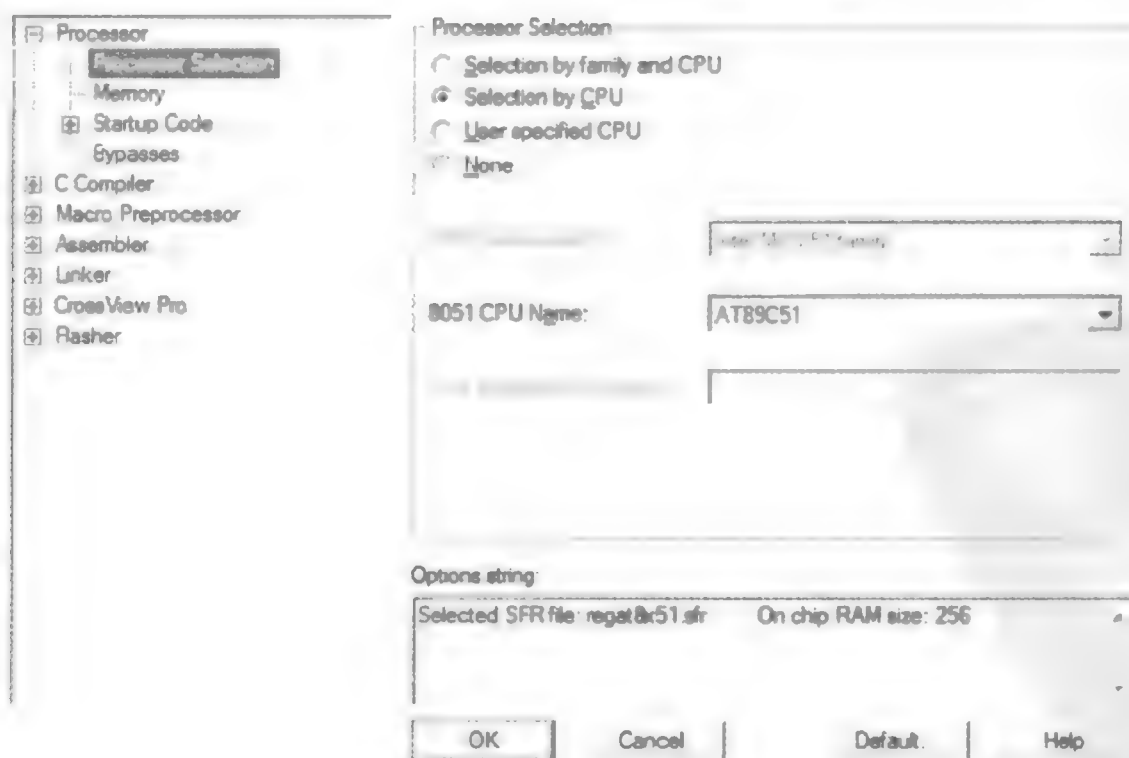 Processor
Processor Selection
Memory
Startup Code
Bypasses
C Compiler
Macro Preprocessor
Assembler
Linker
CrossView Pro
Flasher
Processor Selection
Selection by family and CPU
Selection by CPU
User specified CPU
None
8051 CPU Name:
AT89C51
Options string:
Selected SFR file: regat8x51.sfr On chip RAM size: 256
OK
Cancel
Default.
Help